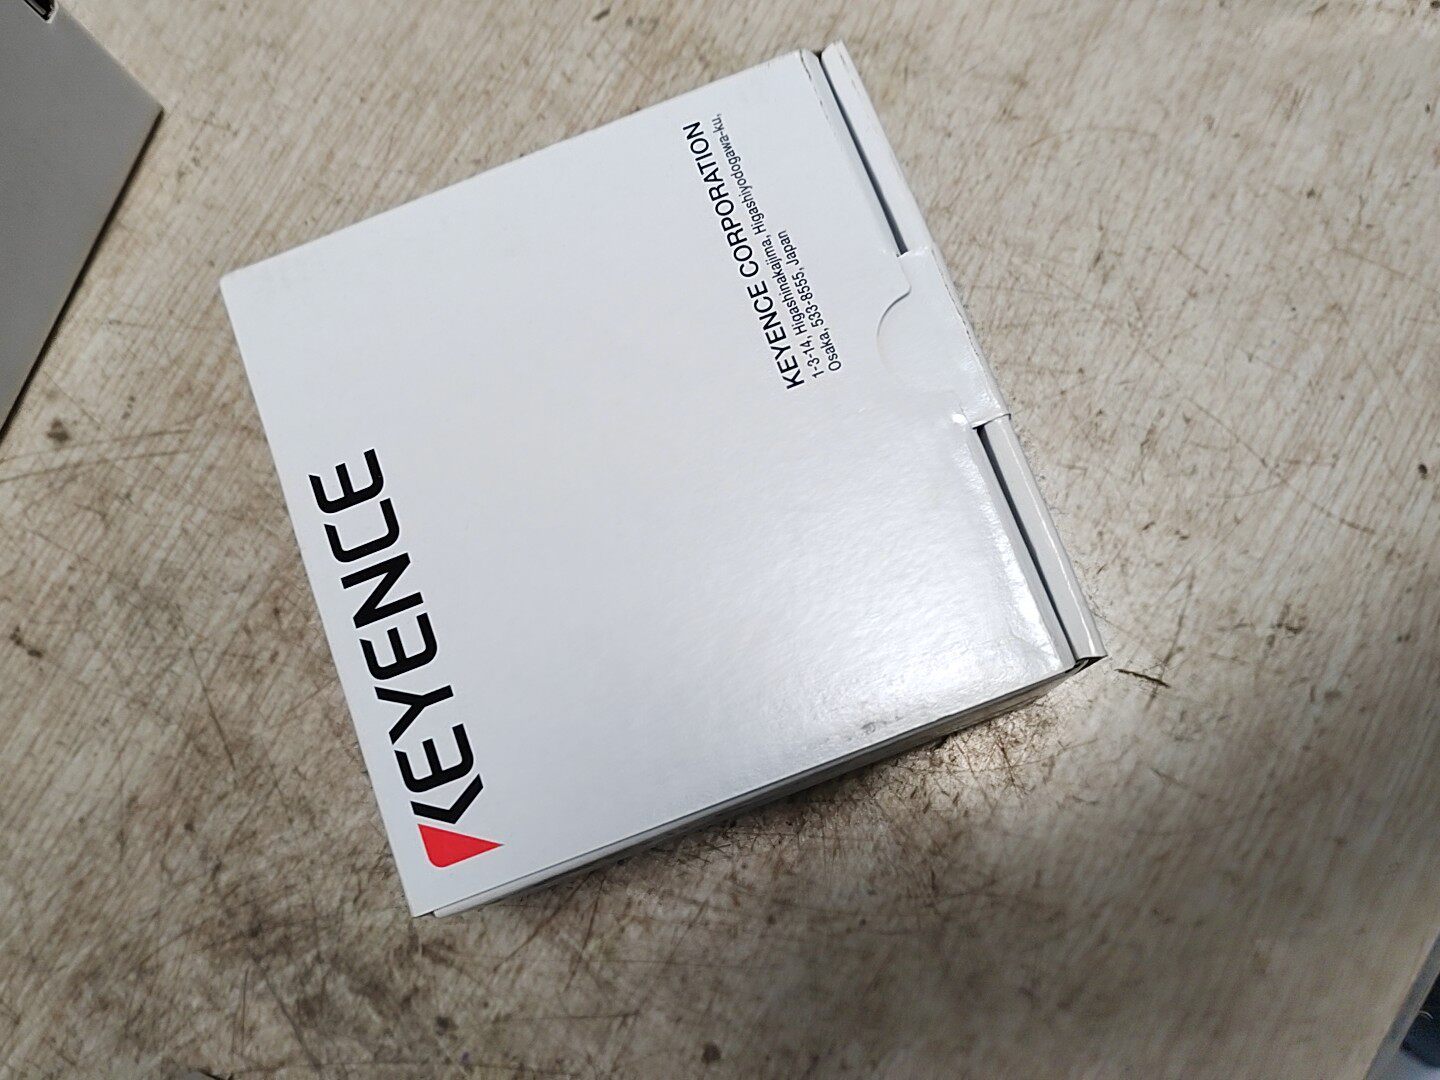 KEYENCE
KEYENCE CORPORATION
1-3-14, Higashinakajima, Higashiyodogawa-ku,
Osaka, 533-8555, Japan